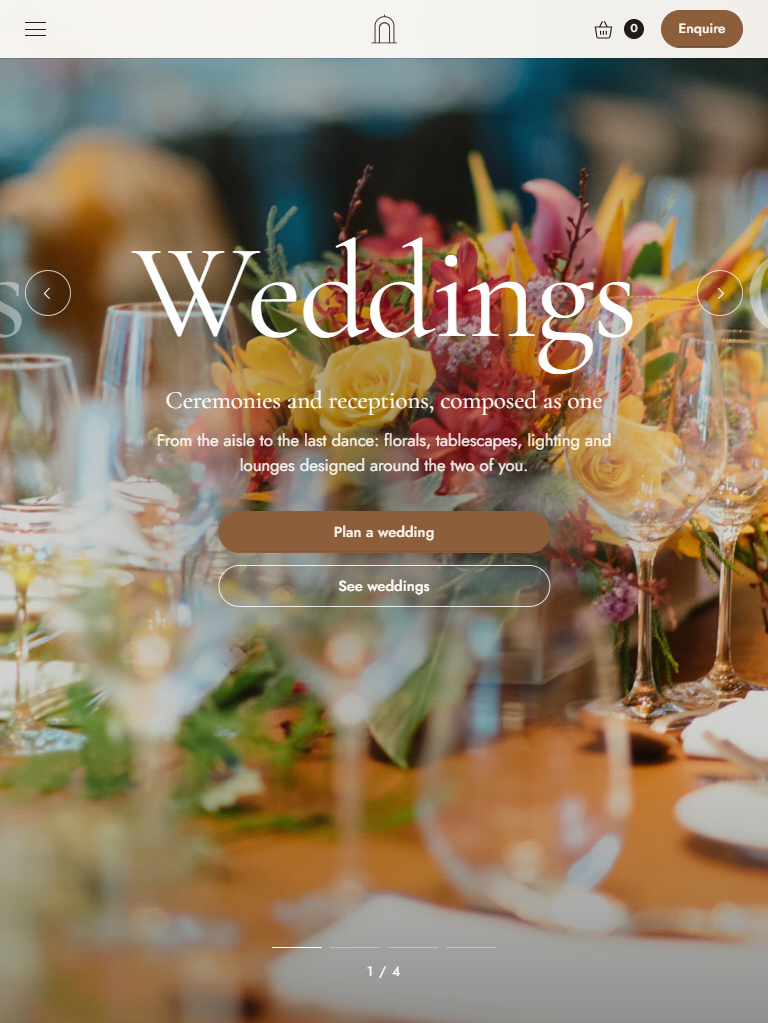 0
Enquire
Weddings
Ceremonies and receptions, composed as one
From the aisle to the last dance: florals, tablescapes, lighting and
lounges designed around the two of you.
Plan a wedding
See weddings
1 / 4